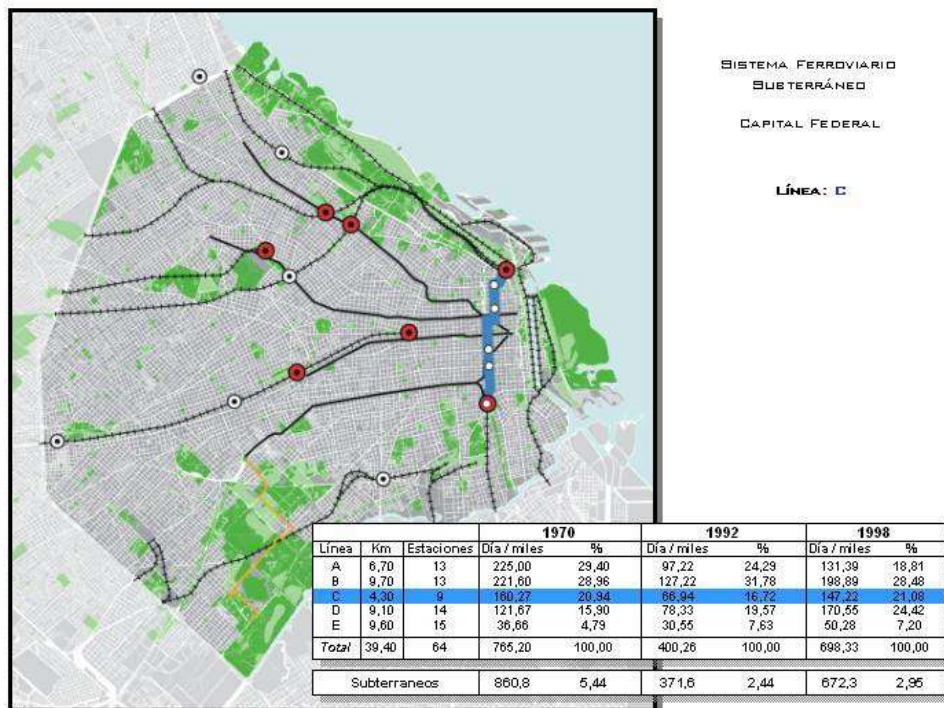 SISTEMA FERROVIARIO
SUBTERRÁNEO
CAPITAL FEDERAL
LÍNEA: C
1970 1992 1998
Línea Km Estaciones Día / miles % Día / miles % Día / miles %
A 6,70 13 225,00 29,40 97,22 24,29 131,39 18,81
B 9,70 13 221,60 28,96 127,22 31,78 198,89 28,48
C 4,30 9 160,27 20,94 66,94 16,72 147,22 21,08
D 9,10 14 121,67 15,90 78,33 19,57 170,55 24,42
E 9,60 15 36,66 4,79 30,55 7,63 50,28 7,20
Total 39,40 64 765,20 100,00 400,26 100,00 698,33 100,00
Subterraneos 860,8 5,44 371,6 2,44 672,3 2,95